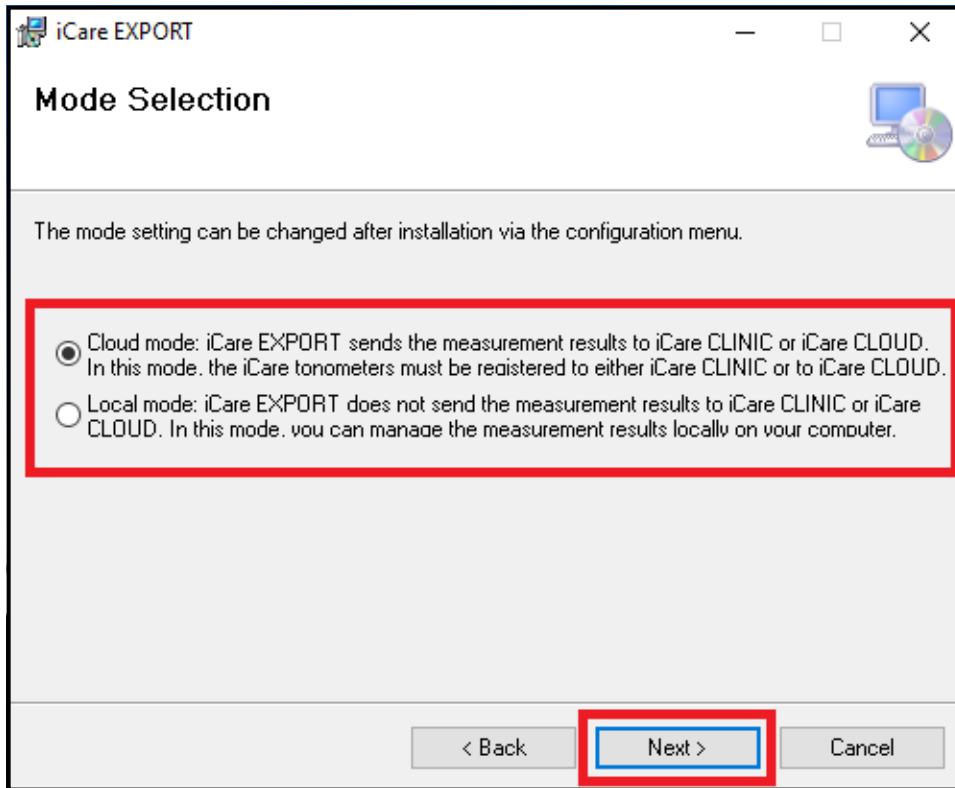 iCare EXPORT
Mode Selection
The mode setting can be changed after installation via the configuration menu.
Cloud mode: iCare EXPORT sends the measurement results to iCare CLINIC or iCare CLOUD.
In this mode, the iCare tonometers must be registered to either iCare CLINIC or to iCare CLOUD.
Local mode: iCare EXPORT does not send the measurement results to iCare CLINIC or iCare
CLOUD. In this mode, you can manage the measurement results locally on your computer.
< Back
Next >
Cancel